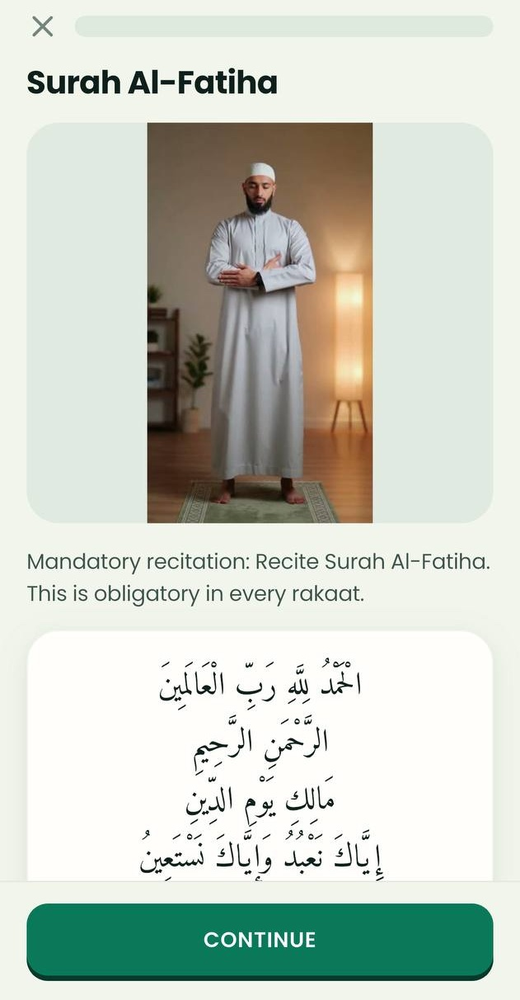 Surah Al-Fatiha
Mandatory recitation: Recite Surah Al-Fatiha.
This is obligatory in every rakaat.
الْحَمْدُ لِلَّهِ رَبِّ الْعَالَمِينَ
الرَّحْمَنِ الرَّحِيمِ
مَالِكِ يَوْمِ الدِّينِ
إِيَّاكَ نَعْبُدُ وَإِيَّاكَ نَسْتَعِينُ
CONTINUE